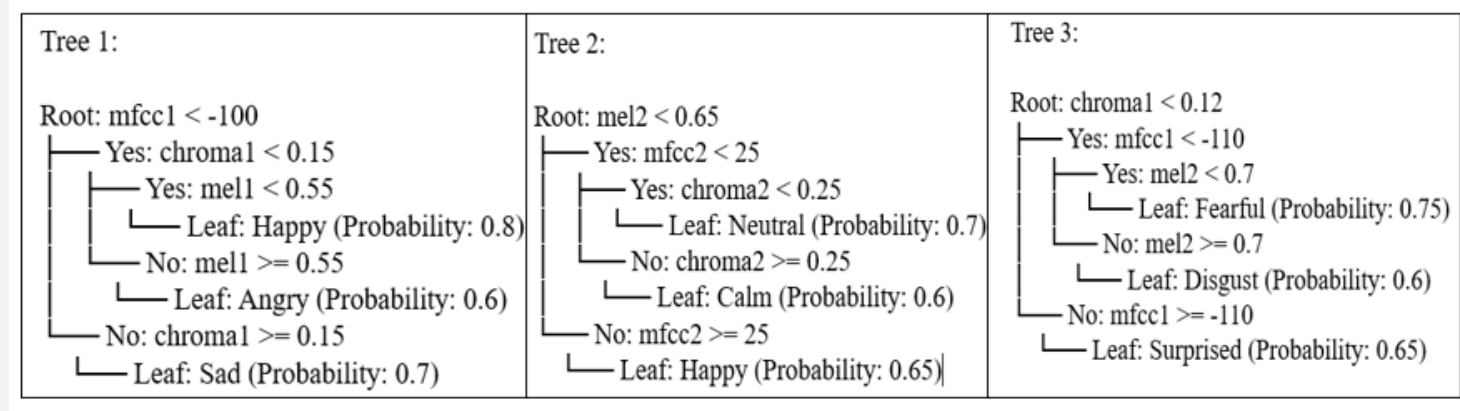 Tree 1:
Root: mfcc1 < -100
Yes: chroma1 < 0.15
Yes: mel1 < 0.55
Leaf: Happy (Probability: 0.8)
No: mel1 >= 0.55
Leaf: Angry (Probability: 0.6)
No: chroma1 >= 0.15
Leaf: Sad (Probability: 0.7)
Tree 2:
Root: mel2 < 0.65
Yes: mfcc2 < 25
Yes: chroma2 < 0.25
Leaf: Neutral (Probability: 0.7)
No: chroma2 >= 0.25
Leaf: Calm (Probability: 0.6)
No: mfcc2 >= 25
Leaf: Happy (Probability: 0.65)
Tree 3:
Root: chroma1 < 0.12
Yes: mfcc1 < -110
Yes: mel2 < 0.7
Leaf: Fearful (Probability: 0.75)
No: mel2 >= 0.7
Leaf: Disgust (Probability: 0.6)
No: mfcc1 >= -110
Leaf: Surprised (Probability: 0.65)